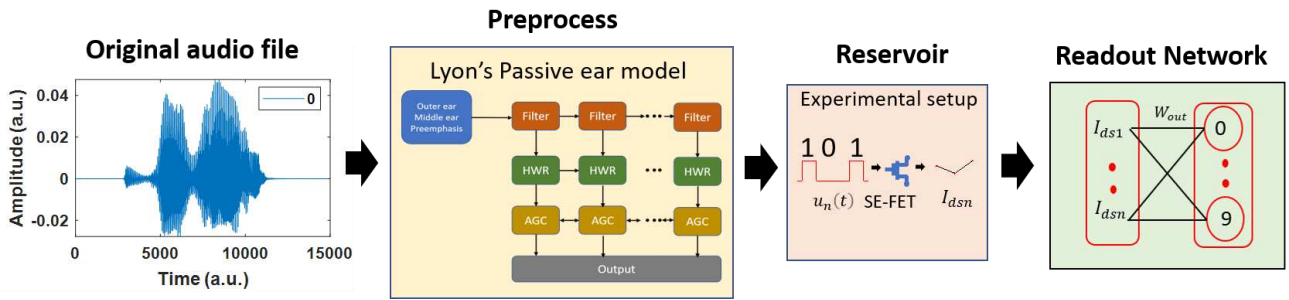 Original audio file
Amplitude (a.u.)
0.04
0.02
0
-0.02
0
0
5000
10000
15000
Time (a.u.)
Preprocess
Lyon's Passive ear model
Outer ear
Middle ear
Preemphasis
Filter
Filter
Filter
HWR
HWR
HWR
AGC
AGC
AGC
Output
Reservoir
Experimental setup
1 0 1
uₙ(t) SE-FET I_dsn
Readout Network
I_ds1
W_out
0
I_dsn
9